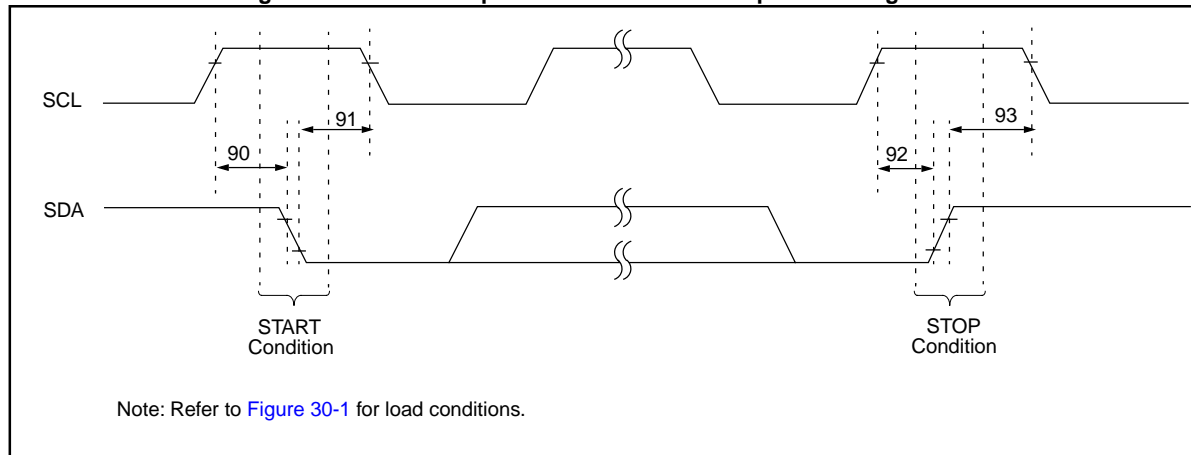 SCL
91
93
90
92
SDA
START
Condition
STOP
Condition
Note: Refer to Figure 30-1 for load conditions.